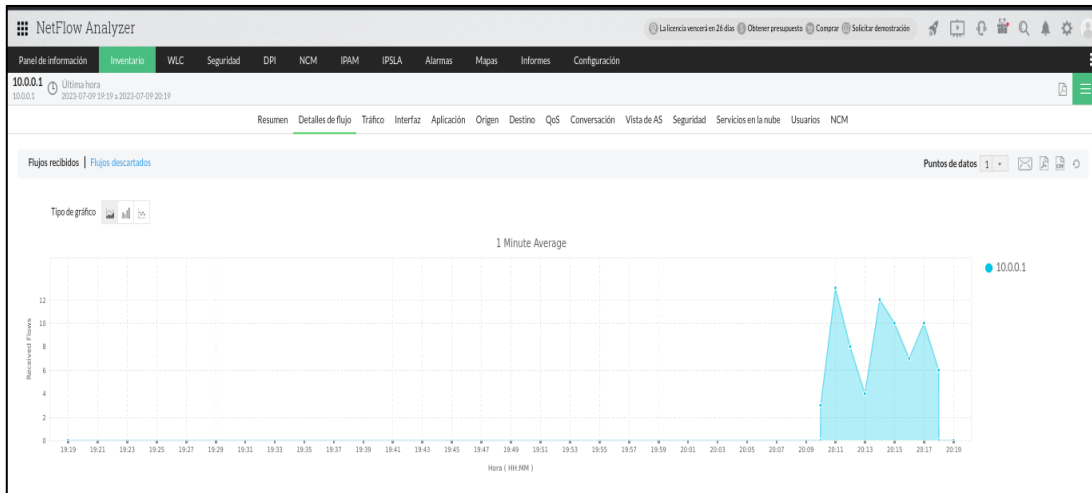 NetFlow Analyzer
La licencia vencerá en 26 días Obtener presupuesto Comprar Solicitar demostración
Panel de información Inventario WLC Seguridad DPI NCM IPAM IPSLA Alarmas Mapas Informes Configuración
10.0.0.1 Última hora
10.0.0.1 2023-07-09 19:19 a 2023-07-09 20:19
Resumen Detalles de flujo Tráfico Interfaz Aplicación Origen Destino QoS Conversación Vista de AS Seguridad Servicios en la nube Usuarios NCM
Flujos recibidos | Flujos descartados Puntos de datos 1
Tipo de gráfico
1 Minute Average
10.0.0.1
Received Flows
12
10
8
6
4
2
0
19:19 19:21 19:23 19:25 19:27 19:29 19:31 19:33 19:35 19:37 19:39 19:41 19:43 19:45 19:47 19:49 19:51 19:53 19:55 19:57 19:59 20:01 20:03 20:05 20:07 20:09 20:11 20:13 20:15 20:17 20:19
Hora ( HH:MM )